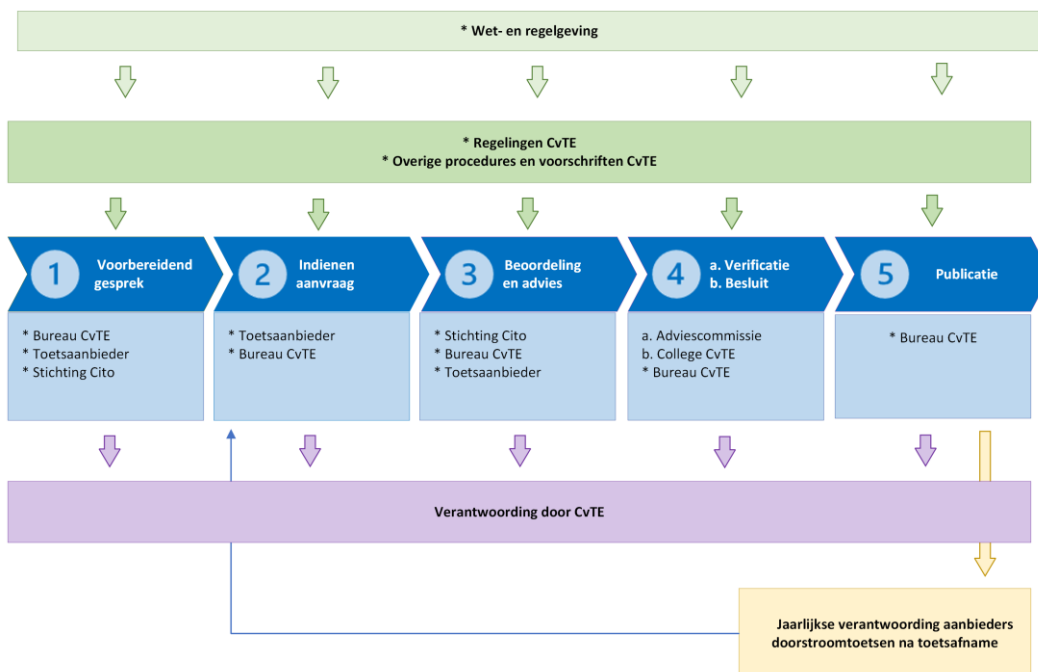 * Wet- en regelgeving
* Regelingen CvTE
* Overige procedures en voorschriften CvTE
1
Voorbereidend
gesprek
2
Indienen
aanvraag
3
Beoordeling
en advies
4
a. Verificatie
b. Besluit
5
Publicatie
* Bureau CvTE
* Toetsaanbieder
* Stichting Cito
* Toetsaanbieder
* Bureau CvTE
* Stichting Cito
* Bureau CvTE
* Toetsaanbieder
a. Adviescommissie
b. College CvTE
* Bureau CvTE
* Bureau CvTE
Verantwoording door CvTE
Jaarlijkse verantwoording aanbieders
doorstroomtoetsen na toetsafname